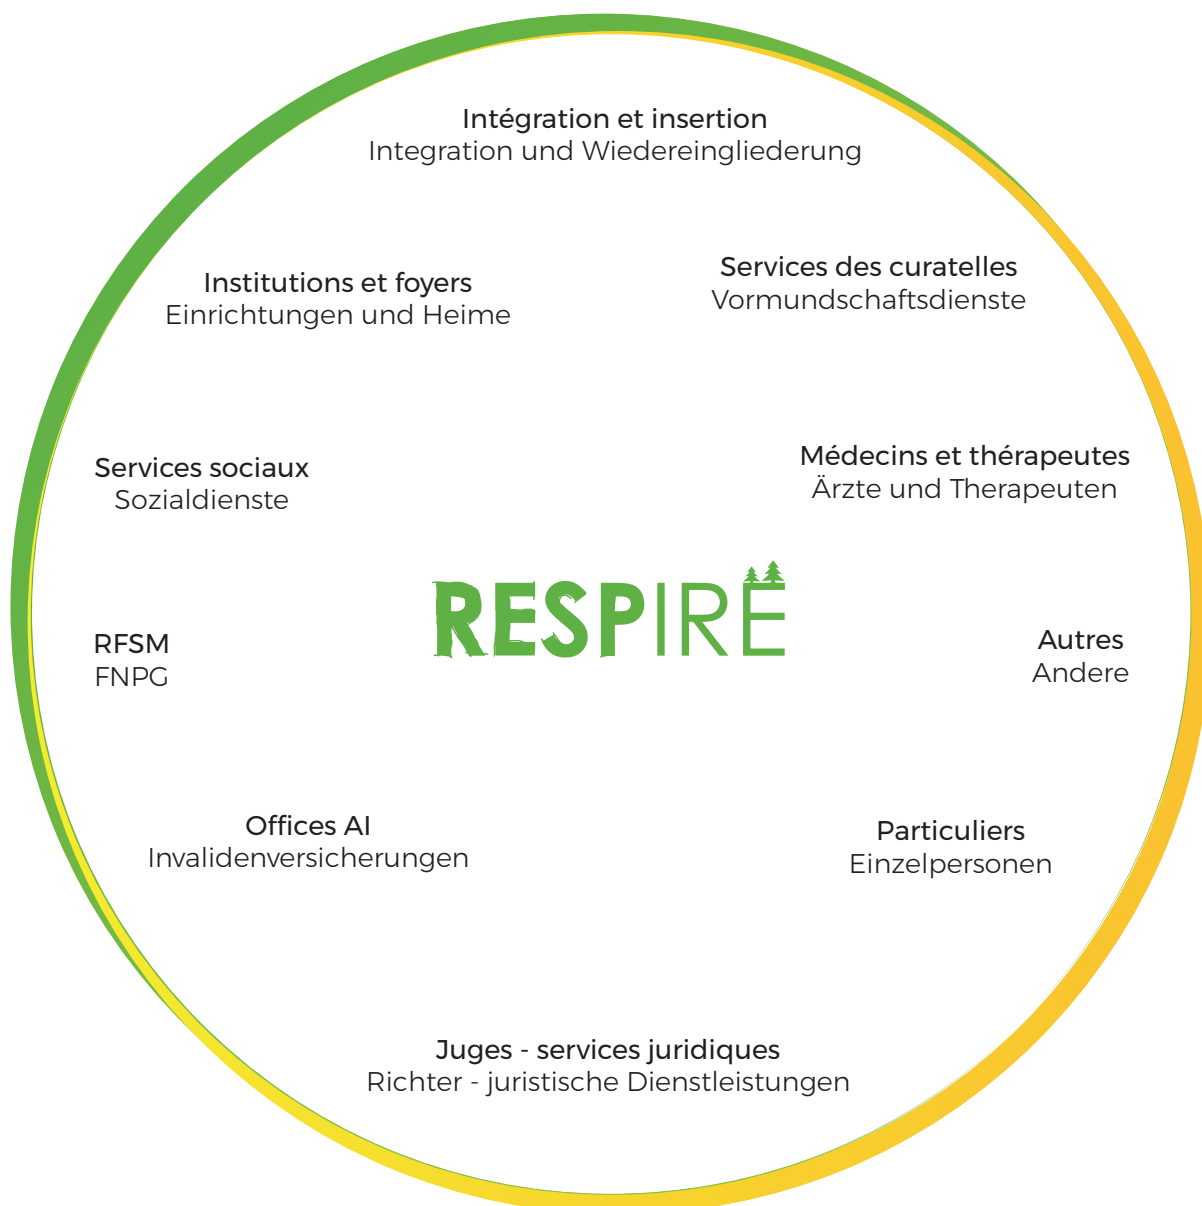 Intégration et insertion
Integration und Wiedereingliederung
Services des curatelles
Vormundschaftsdienste
Institutions et foyers
Einrichtungen und Heime
Médecins et thérapeutes
Ärzte und Therapeuten
Services sociaux
Sozialdienste
RESPIRE
RFSM
FNPG
Autres
Andere
Offices AI
Invalidenversicherungen
Particuliers
Einzelpersonen
Juges - services juridiques
Richter - juristische Dienstleistungen